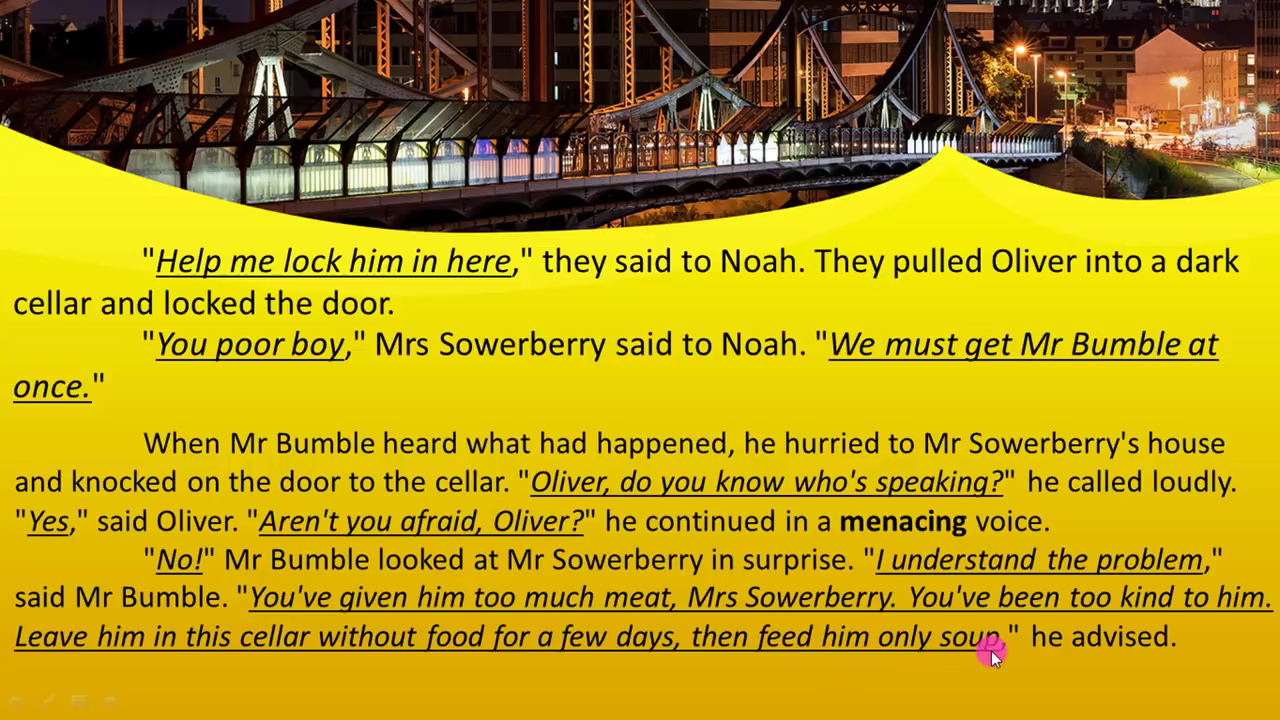 "Help me lock him in here," they said to Noah. They pulled Oliver into a dark
cellar and locked the door.
"You poor boy," Mrs Sowerberry said to Noah. "We must get Mr Bumble at
once."
When Mr Bumble heard what had happened, he hurried to Mr Sowerberry's house
and knocked on the door to the cellar. "Oliver, do you know who's speaking?" he called loudly.
"Yes," said Oliver. "Aren't you afraid, Oliver?" he continued in a menacing voice.
"No!" Mr Bumble looked at Mr Sowerberry in surprise. "I understand the problem,"
said Mr Bumble. "You've given him too much meat, Mrs Sowerberry. You've been too kind to him.
Leave him in this cellar without food for a few days, then feed him only soup," he advised.